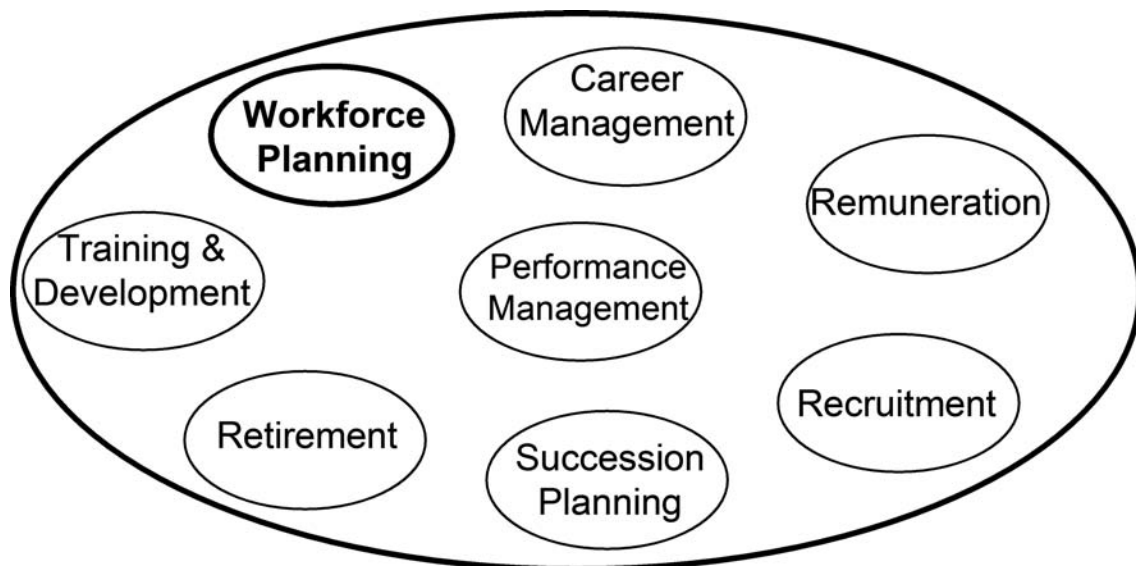 Workforce
Planning
Career
Management
Remuneration
Training &
Development
Performance
Management
Retirement
Succession
Planning
Recruitment